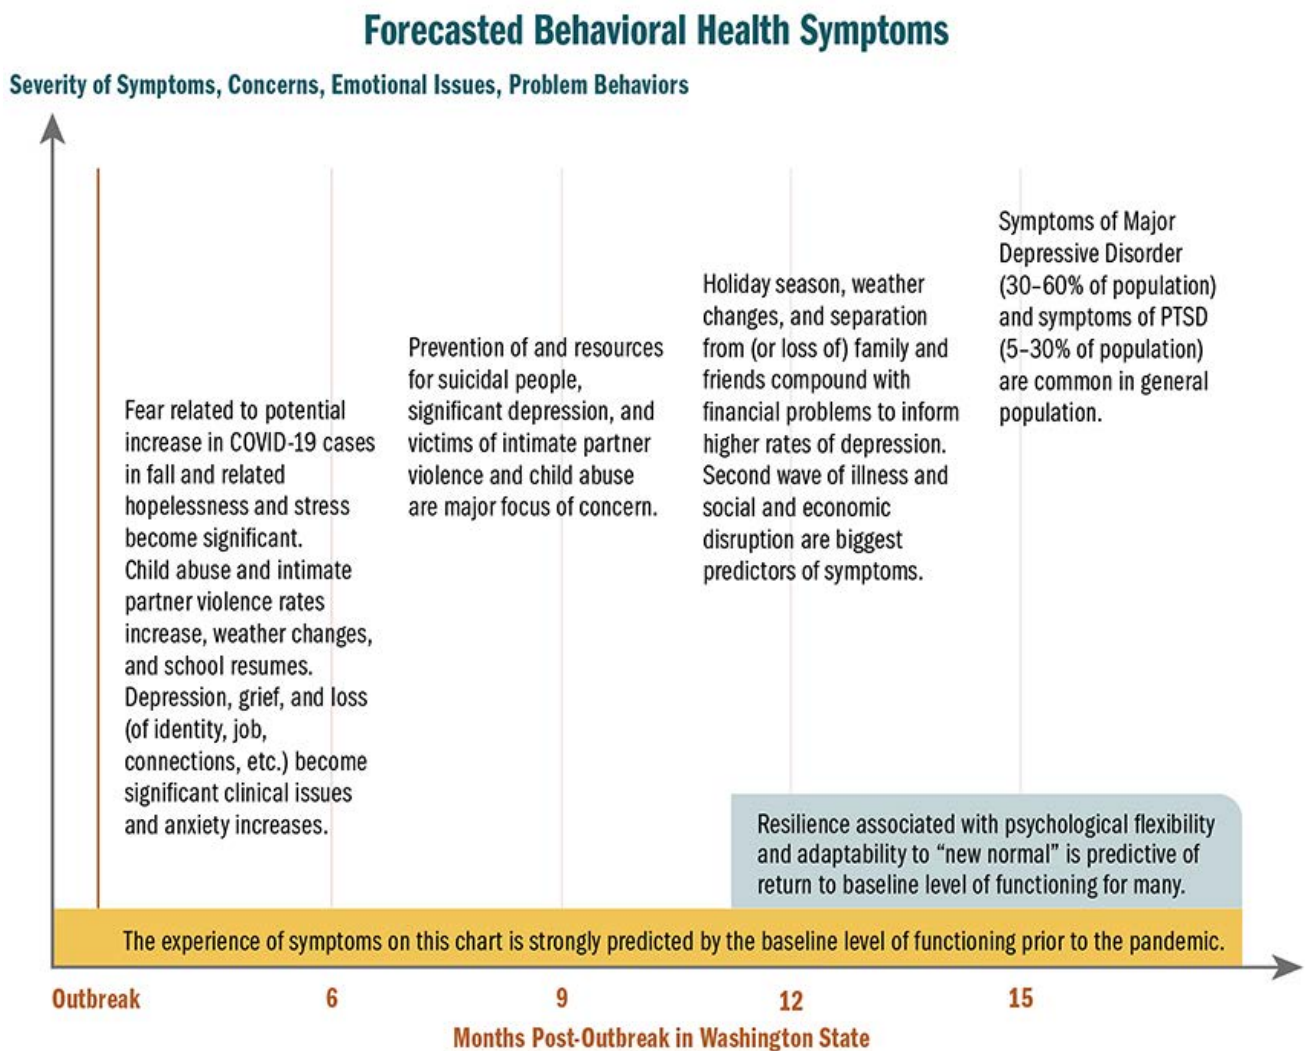 Forecasted Behavioral Health Symptoms
Severity of Symptoms, Concerns, Emotional Issues, Problem Behaviors
Fear related to potential
increase in COVID-19 cases
in fall and related
hopelessness and stress
become significant.
Child abuse and intimate
partner violence rates
increase, weather changes,
and school resumes.
Depression, grief, and loss
(of identity, job,
connections, etc.) become
significant clinical issues
and anxiety increases.
Prevention of and resources
for suicidal people,
significant depression, and
victims of intimate partner
violence and child abuse
are major focus of concern.
Holiday season, weather
changes, and separation
from (or loss of) family and
friends compound with
financial problems to inform
higher rates of depression.
Second wave of illness and
social and economic
disruption are biggest
predictors of symptoms.
Symptoms of Major
Depressive Disorder
(30–60% of population)
and symptoms of PTSD
(5–30% of population)
are common in general
population.
Resilience associated with psychological flexibility
and adaptability to “new normal” is predictive of
return to baseline level of functioning for many.
The experience of symptoms on this chart is strongly predicted by the baseline level of functioning prior to the pandemic.
Outbreak 6 9 12 15
Months Post-Outbreak in Washington State